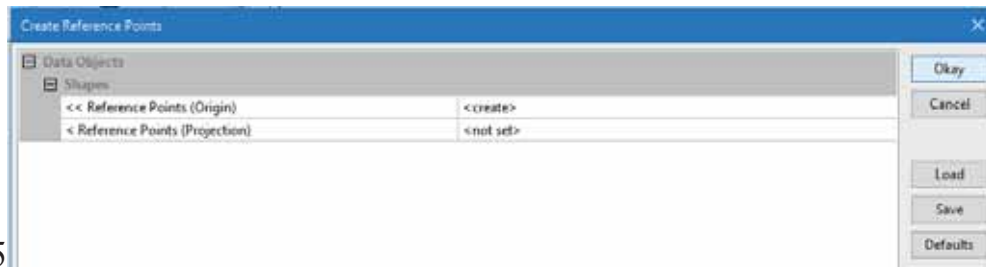 Create Reference Points
Data Objects
Shapes
<< Reference Points (Origin) <create>
< Reference Points (Projection) <not set>
Okay
Cancel
Load
Save
Defaults
5